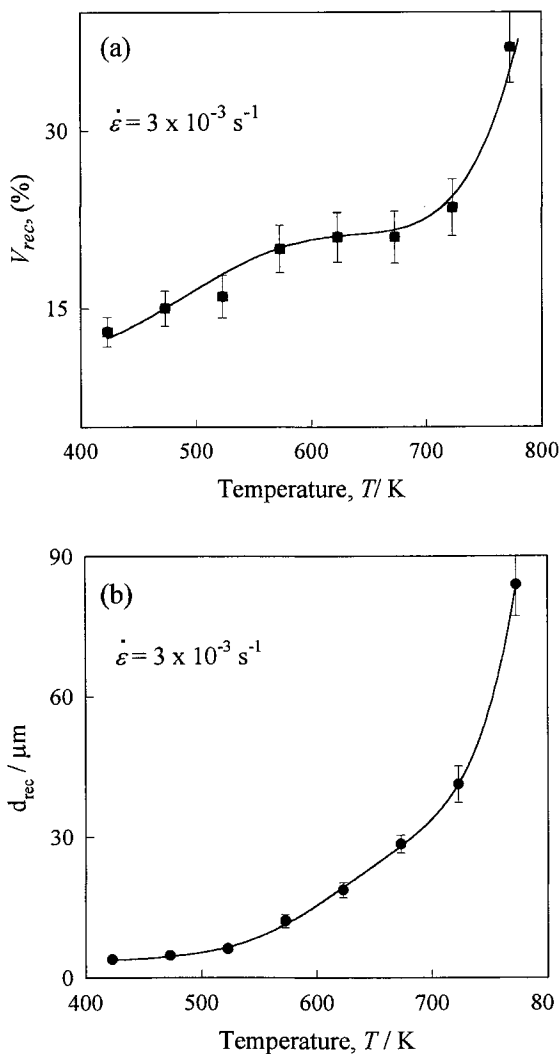 (a)
ε̇ = 3 x 10⁻³ s⁻¹
30
15
V_rec, (%)
400 500 600 700 800
Temperature, T/ K
90
(b)
ε̇ = 3 x 10⁻³ s⁻¹
60
30
0
d_rec / μm
400 500 600 700 80
Temperature, T / K